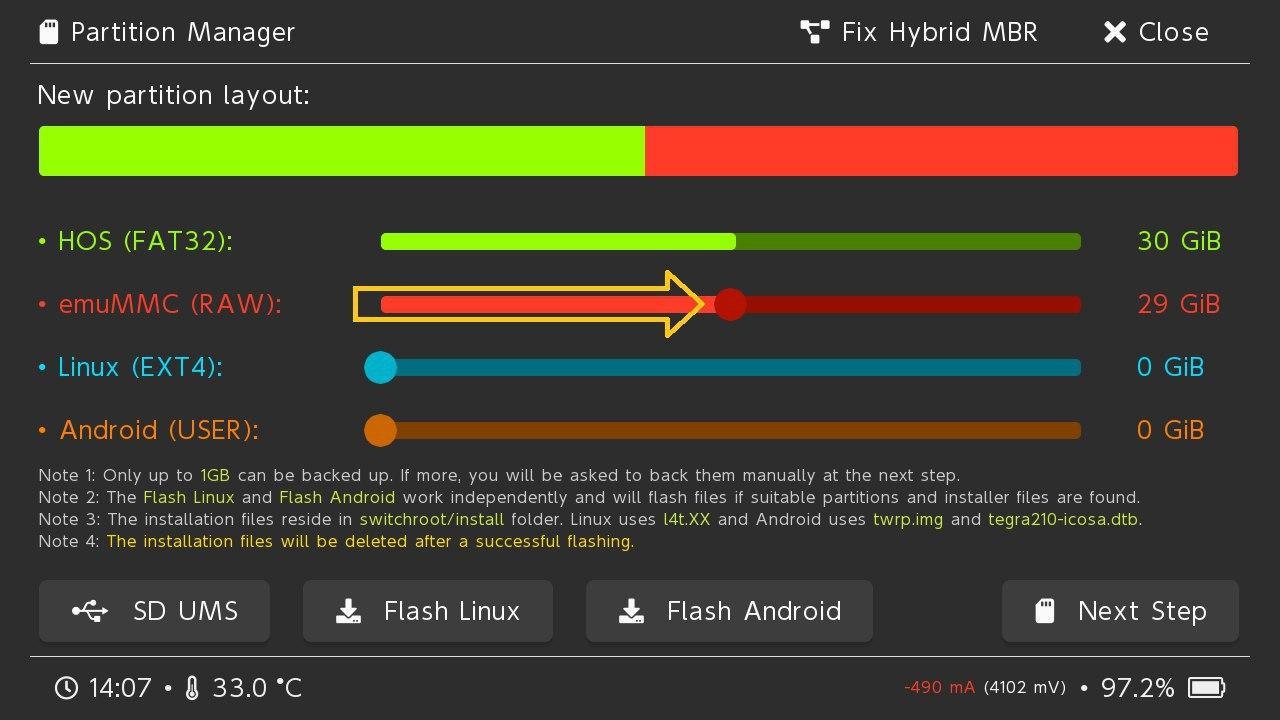 Partition Manager Fix Hybrid MBR Close
New partition layout:
• HOS (FAT32): 30 GiB
• emuMMC (RAW): 29 GiB
• Linux (EXT4): 0 GiB
• Android (USER): 0 GiB
Note 1: Only up to 1GB can be backed up. If more, you will be asked to back them manually at the next step.
Note 2: The Flash Linux and Flash Android work independently and will flash files if suitable partitions and installer files are found.
Note 3: The installation files reside in switchroot/install folder. Linux uses l4t.XX and Android uses twrp.img and tegra210-icosa.dtb.
Note 4: The installation files will be deleted after a successful flashing.
SD UMS Flash Linux Flash Android Next Step
14:07 • 33.0 °C -490 mA (4102 mV) • 97.2%